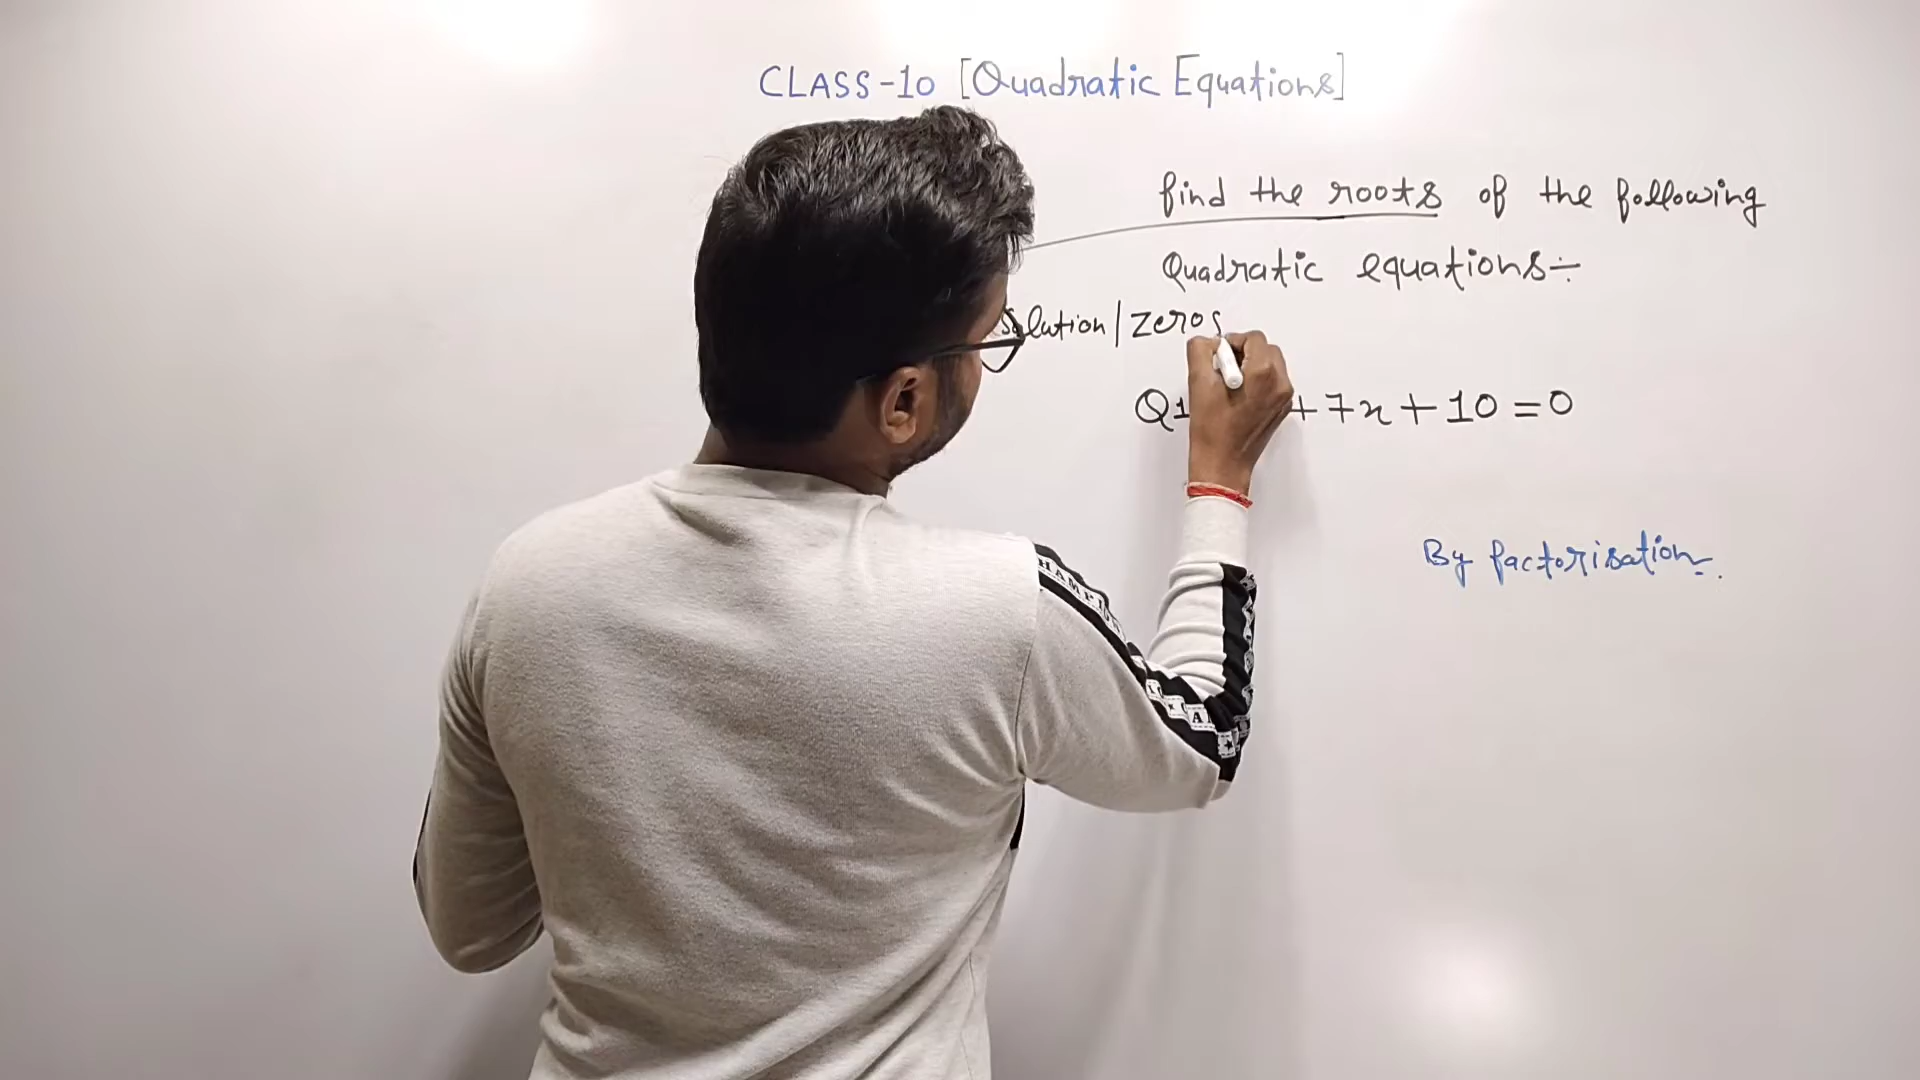 CLASS-10 [Quadratic Equations]
find the roots of the following
Quadratic equations÷
Solution/zeros
Q1 +7x+10=0
By factorisation